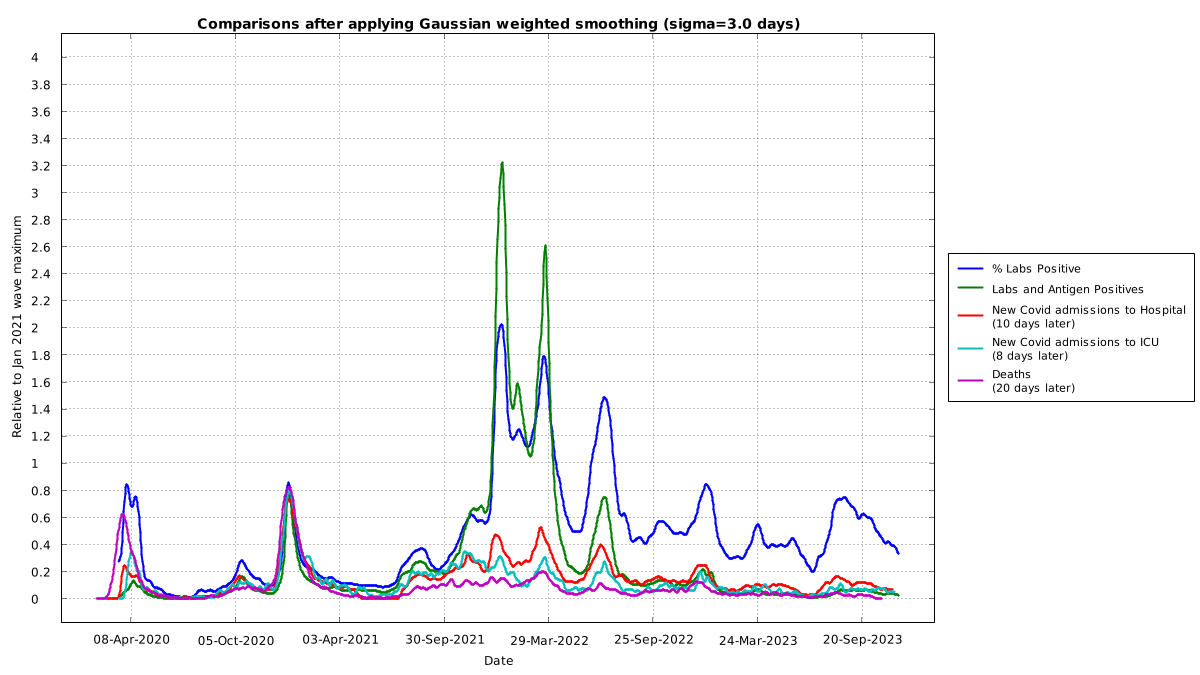 Comparisons after applying Gaussian weighted smoothing (sigma=3.0 days)
Relative to Jan 2021 wave maximum
4
3.8
3.6
3.4
3.2
3
2.8
2.6
2.4
2.2
2
1.8
1.6
1.4
1.2
1
0.8
0.6
0.4
0.2
0
08-Apr-2020
05-Oct-2020
03-Apr-2021
30-Sep-2021
29-Mar-2022
25-Sep-2022
24-Mar-2023
20-Sep-2023
Date
% Labs Positive
Labs and Antigen Positives
New Covid admissions to Hospital
(10 days later)
New Covid admissions to ICU
(8 days later)
Deaths
(20 days later)